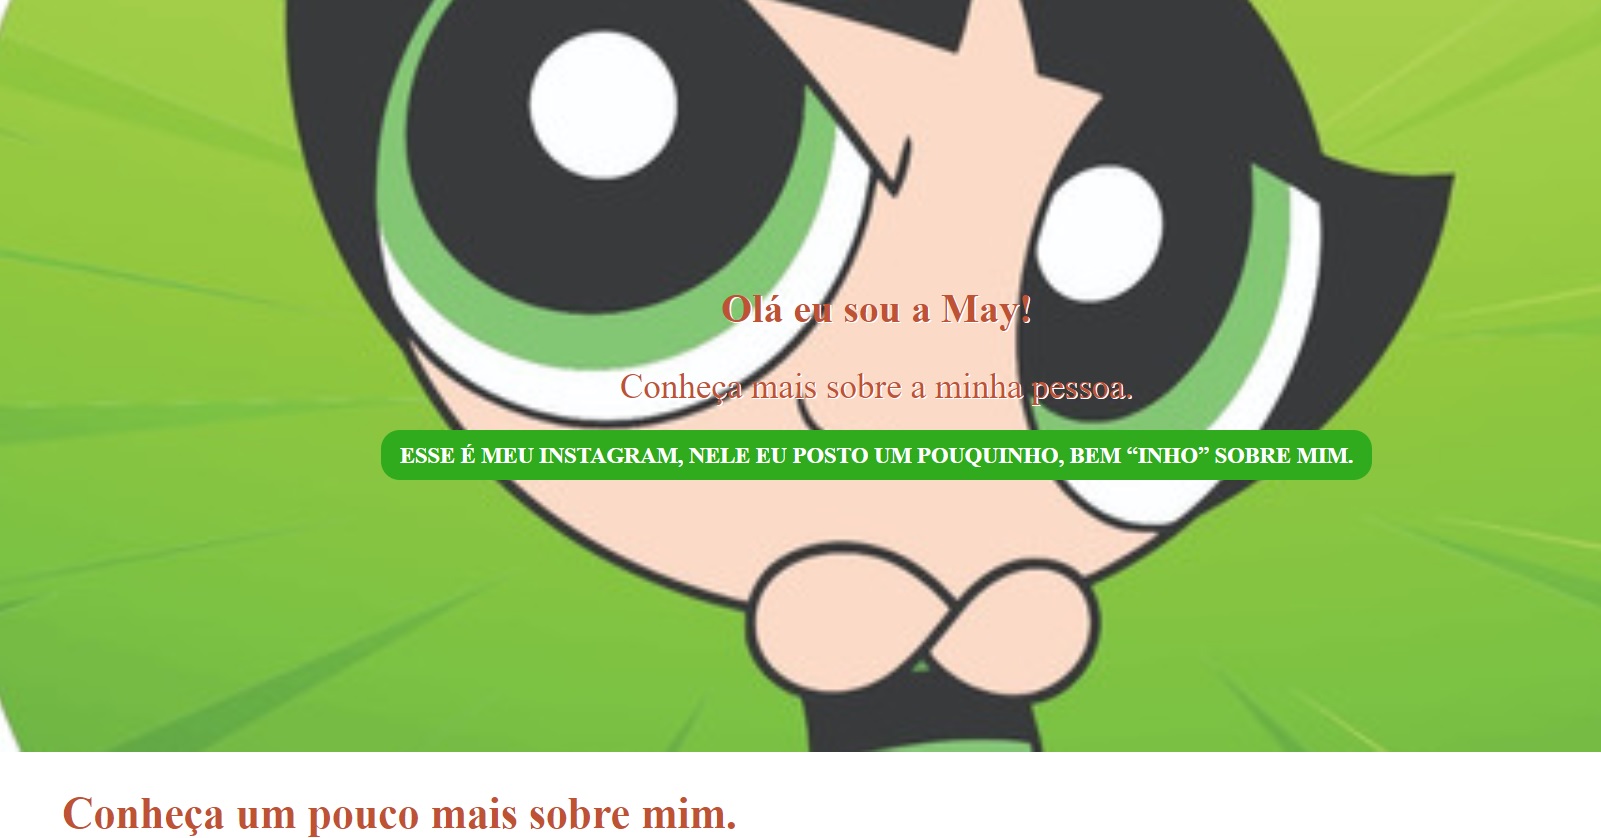 Olá eu sou a May!
Conheça mais sobre a minha pessoa.
ESSE É MEU INSTAGRAM, NELE EU POSTO UM POUQUINHO, BEM “INHO” SOBRE MIM.
Conheça um pouco mais sobre mim.